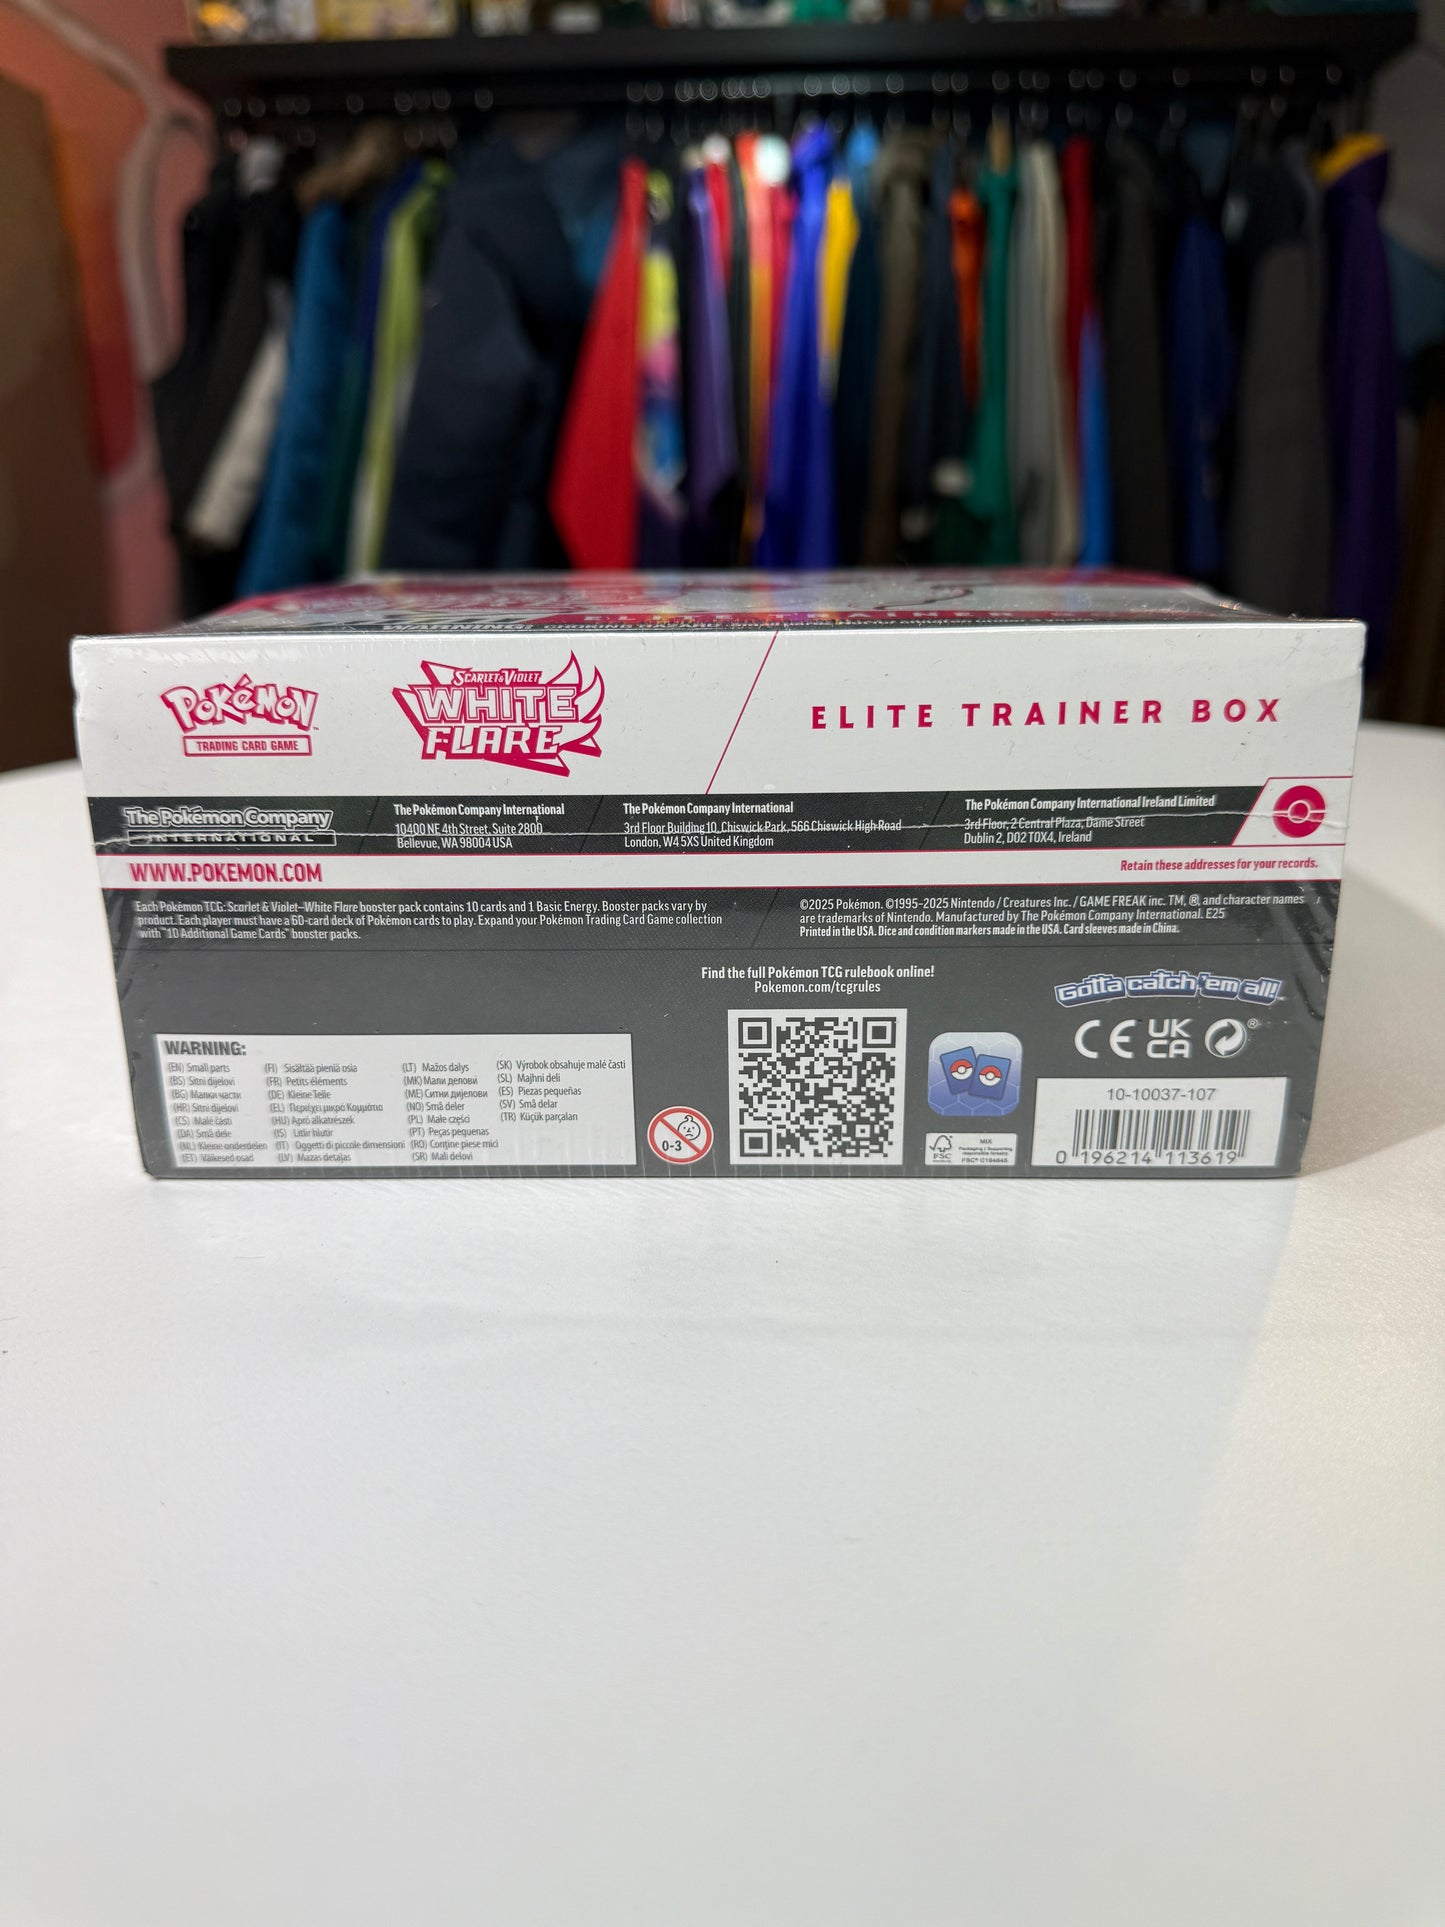 ELITE TRAINER
WARNING:
POKéMON
TRADING CARD GAME
SCARLET & VIOLET
WHITE
FLARE
ELITE TRAINER BOX
The Pokémon Company
INTERNATIONAL
The Pokémon Company International
10400 NE 4th Street, Suite 2800
Bellevue, WA 98004 USA
The Pokémon Company International
3rd Floor Building 10, Chiswick Park, 566 Chiswick High Road
London, W4 5XS United Kingdom
The Pokémon Company International Ireland Limited
3rd Floor, 2 Central Plaza, Dame Street
Dublin 2, D02 T0X4, Ireland
WWW.POKEMON.COM
Retain these addresses for your records.
Each Pokémon TCG: Scarlet & Violet—White Flare booster pack contains 10 cards and 1 Basic Energy. Booster packs vary by
product. Each player must have a 60-card deck of Pokémon cards to play. Expand your Pokémon Trading Card Game collection
with "10 Additional Game Cards" booster packs.
©2025 Pokémon. ©1995–2025 Nintendo / Creatures Inc. / GAME FREAK inc. TM, ®, and character names
are trademarks of Nintendo. Manufactured by The Pokémon Company International. E25
Printed in the USA. Dice and condition markers made in the USA. Card sleeves made in China.
Find the full Pokémon TCG rulebook online!
Pokemon.com/tcgrules
Gotta catch 'em all!™
WARNING:
(EN) Small parts
(BS) Sitni dijelovi
(BG) Малки части
(HR) Sitni dijelovi
(CS) Malé části
(DA) Små dele
(NL) Kleine onderdelen
(ET) Väikesed osad
(FI) Sisältää pieniä osia
(FR) Petits éléments
(DE) Kleine Teile
(EL) Περιέχει μικρά Κομμάτια
(HU) Apró alkatrészek
(IS) Litlir hlutir
(IT) Oggetti di piccole dimensioni
(LV) Mazas detaļas
(LT) Mažos dalys
(MK) Мали делови
(ME) Ситни дијелови
(NO) Små deler
(PL) Małe części
(PT) Peças pequenas
(RO) Conține piese mici
(SR) Mali delovi
(SK) Výrobok obsahuje malé časti
(SL) Majhni deli
(ES) Piezas pequeñas
(SV) Små delar
(TR) Küçük parçaları
0-3
CE
UK
CA
®
FSC
MIX
Packaging | Supporting
responsible forestry
FSC® C164645
10-10037-107
0 196214 113619